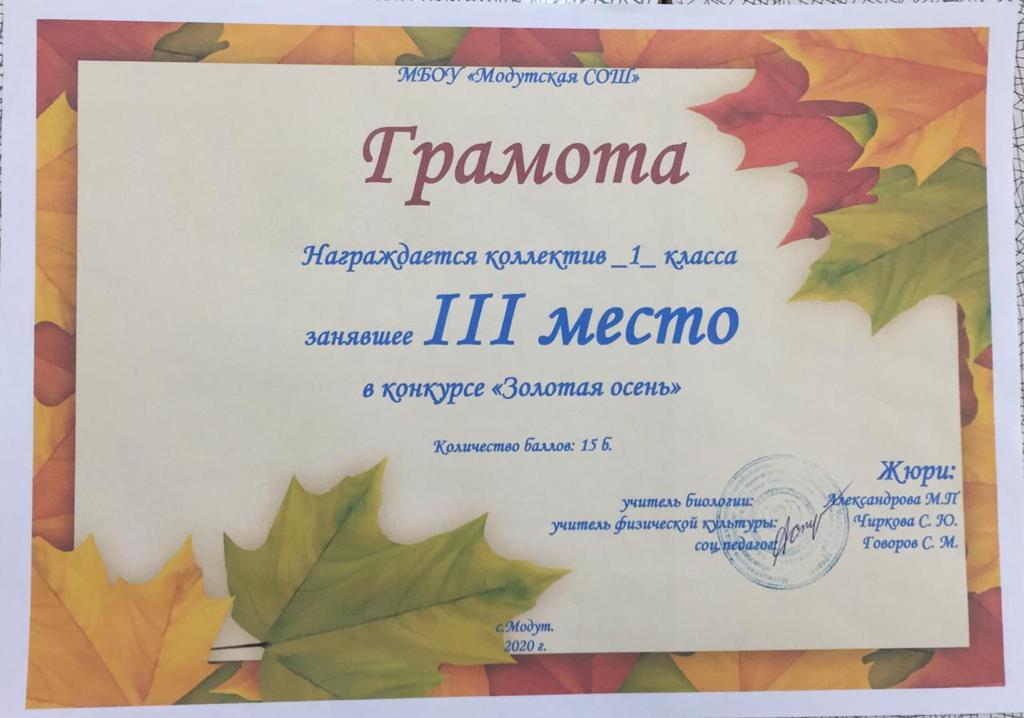 МБОУ «Модутская СОШ»
Грамота
Награждается коллектив _1_ класса
занявшее III место
в конкурсе «Золотая осень»
Количество баллов: 15 б.
Жюри:
учитель биологии: Александрова М.П
учитель физической культуры: Чиркова С. Ю.
соц.педагог: Говоров С. М.
с.Модут.
2020 г.